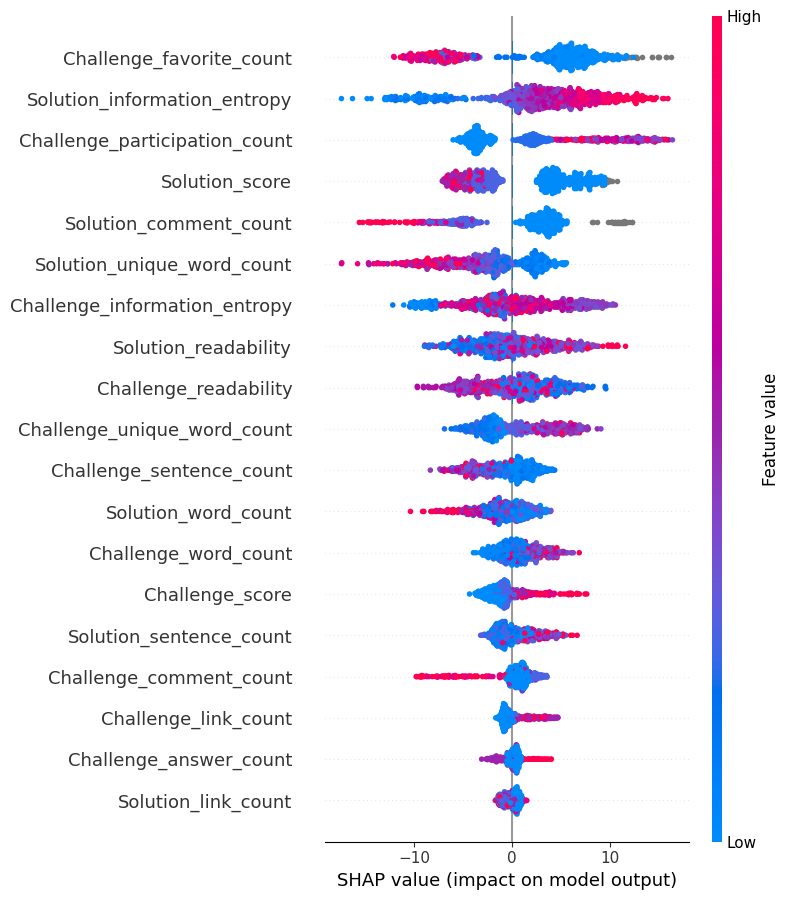 High
Challenge_favorite_count
Solution_information_entropy
Challenge_participation_count
Solution_score
Solution_comment_count
Solution_unique_word_count
Challenge_information_entropy
Solution_readability
Challenge_readability
Challenge_unique_word_count
Challenge_sentence_count
Solution_word_count
Challenge_word_count
Challenge_score
Solution_sentence_count
Challenge_comment_count
Challenge_link_count
Challenge_answer_count
Solution_link_count
Feature value
Low
−10 0 10
SHAP value (impact on model output)